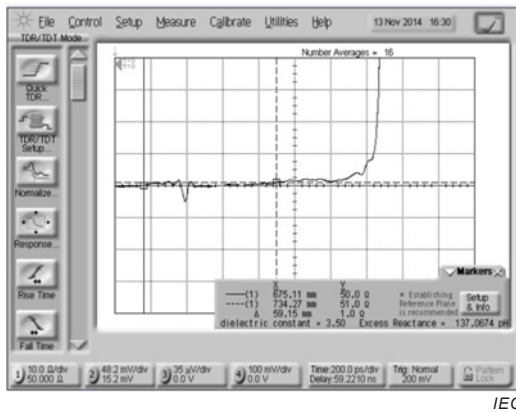 File Control Setup Measure Calibrate Utilities Help 13 Nov 2014 16:30
TDR/TDT Mode
Number Averages = 16
Quick
TDR...
TDR/TDT
Setup...
Normalize...
Response...
Rise Time
Fall Time
Markers
X Y
(1) 675.11 mm 50.0 Ω
(1) 734.27 mm 51.0 Ω
Δ 59.15 mm 1.0 Ω
* Establishing
Reference Plane
is recommended
Setup
& Info
dielectric constant = 3.50 Excess Reactance = 137.0674 pH
1) 10.0 Ω/div
50.000 Ω
2) 48.2 mV/div
15.2 mV
3) 35 μV/div
0.0 V
4) 100 mV/div
0.0 V
Time:200.0 ps/div
Delay:59.2210 ns
Trig: Normal
200 mV
Pattern
Lock
IEC